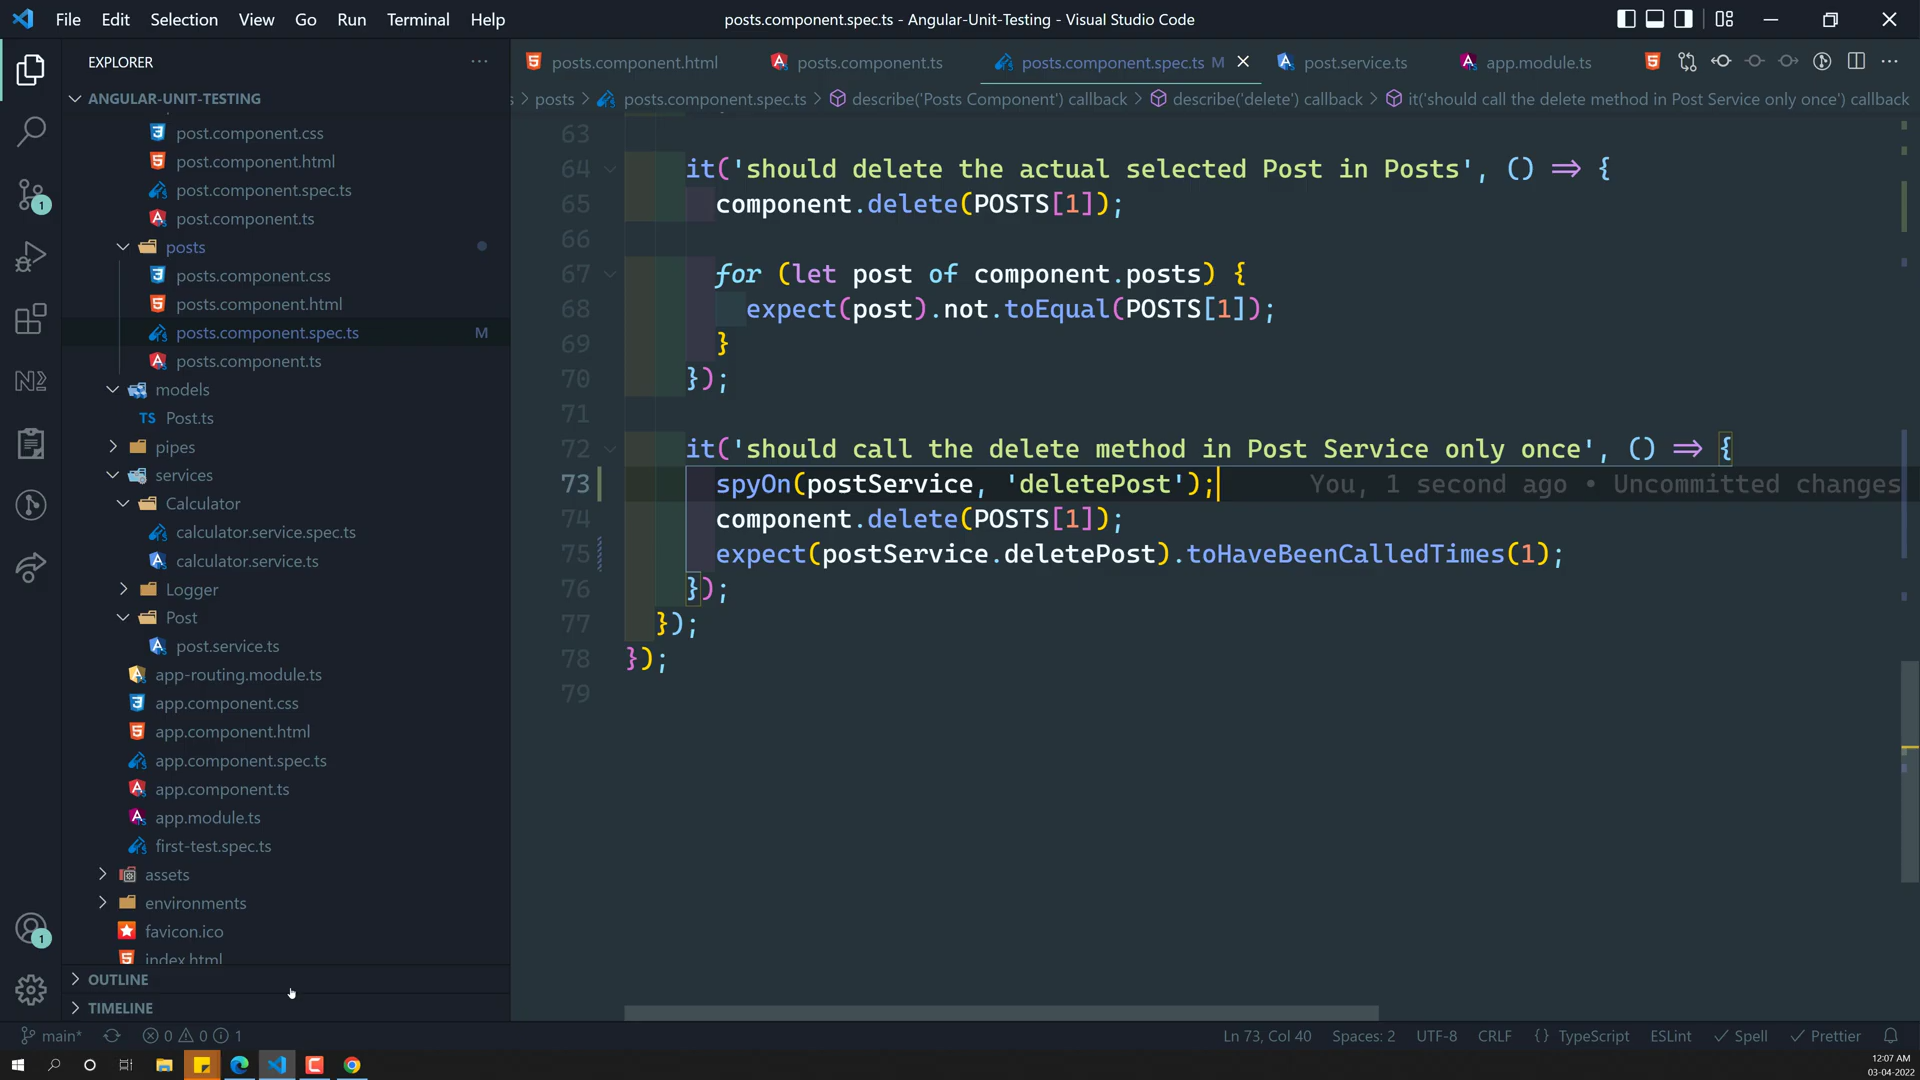 File Edit Selection View Go Run Terminal Help
posts.component.spec.ts - Angular-Unit-Testing - Visual Studio Code
EXPLORER
ANGULAR-UNIT-TESTING
post.component.css
post.component.html
post.component.spec.ts
post.component.ts
posts
posts.component.css
posts.component.html
posts.component.spec.ts M
posts.component.ts
models
TS Post.ts
pipes
services
Calculator
calculator.service.spec.ts
calculator.service.ts
Logger
Post
post.service.ts
app-routing.module.ts
app.component.css
app.component.html
app.component.spec.ts
app.component.ts
app.module.ts
first-test.spec.ts
assets
environments
favicon.ico
index.html
OUTLINE
TIMELINE
1
1
posts.component.html posts.component.ts posts.component.spec.ts M post.service.ts app.module.ts
s > posts > posts.component.spec.ts > describe('Posts Component') callback > describe('delete') callback > it('should call the delete method in Post Service only once') callback
63
64 it('should delete the actual selected Post in Posts', () => {
65 component.delete(POSTS[1]);
66
67 for (let post of component.posts) {
68 expect(post).not.toEqual(POSTS[1]);
69 }
70 });
71
72 it('should call the delete method in Post Service only once', () => {
73 spyOn(postService, 'deletePost'); You, 1 second ago • Uncommitted changes
74 component.delete(POSTS[1]);
75 expect(postService.deletePost).toHaveBeenCalledTimes(1);
76 });
77 });
78 });
79
main* 0 0 1
Ln 73, Col 40 Spaces: 2 UTF-8 CRLF {} TypeScript ESLint Spell Prettier
12:07 AM
03-04-2022